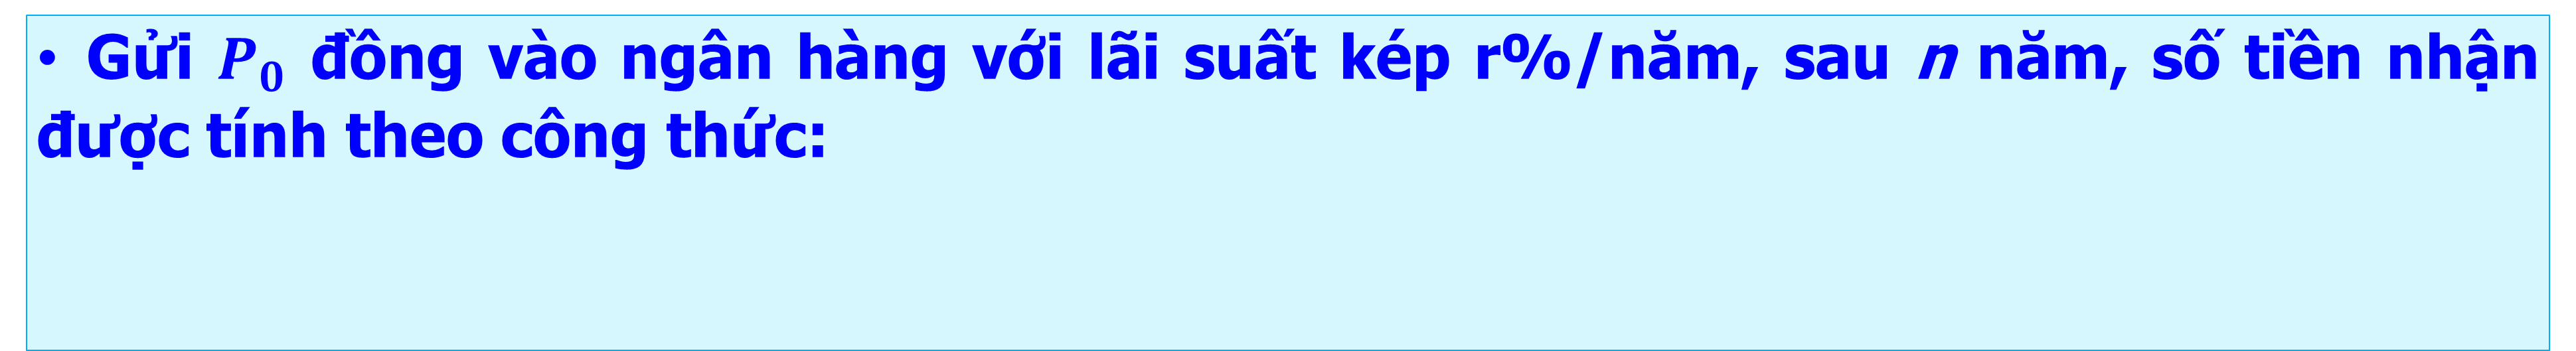 • Gửi P₀ đồng vào ngân hàng với lãi suất kép r%/năm, sau n năm, số tiền nhận
được tính theo công thức: